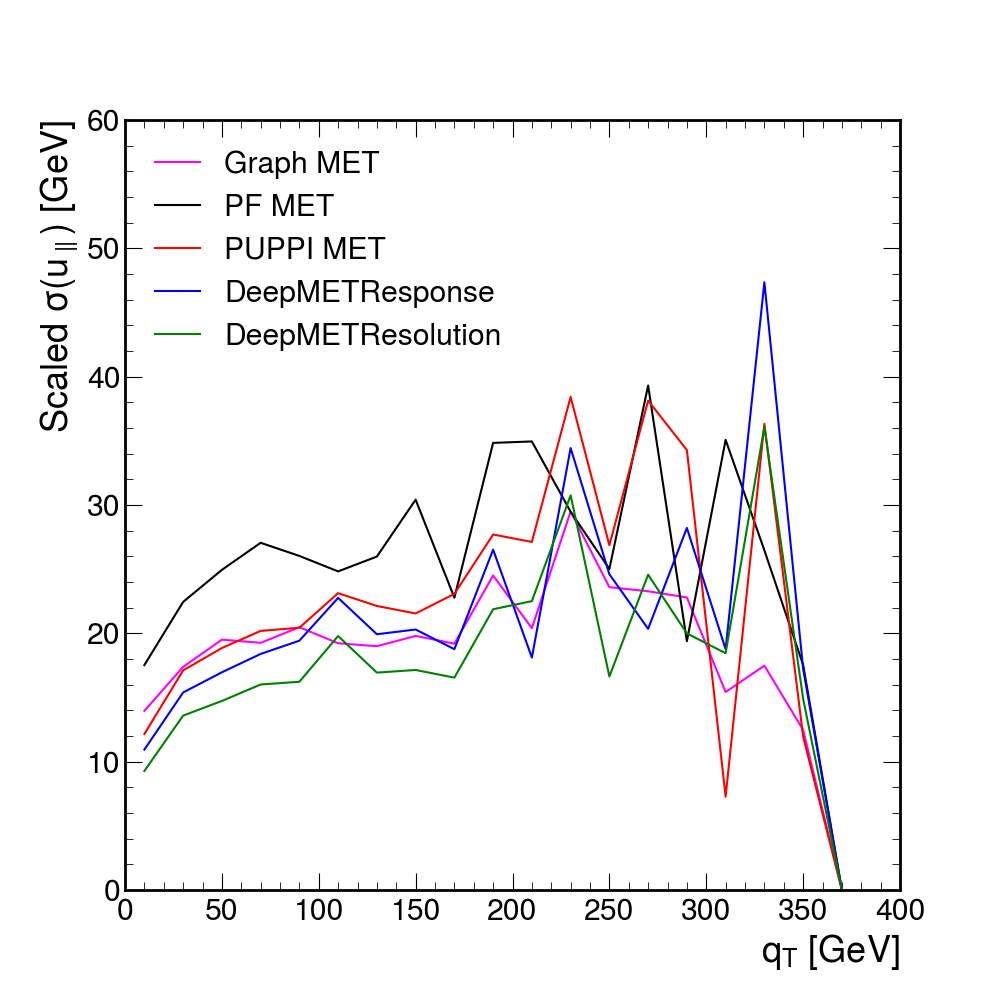 Scaled σ(u∥) [GeV]
60
50
40
30
20
10
0
Graph MET
PF MET
PUPPI MET
DeepMETResponse
DeepMETResolution
0 50 100 150 200 250 300 350 400
qT [GeV]